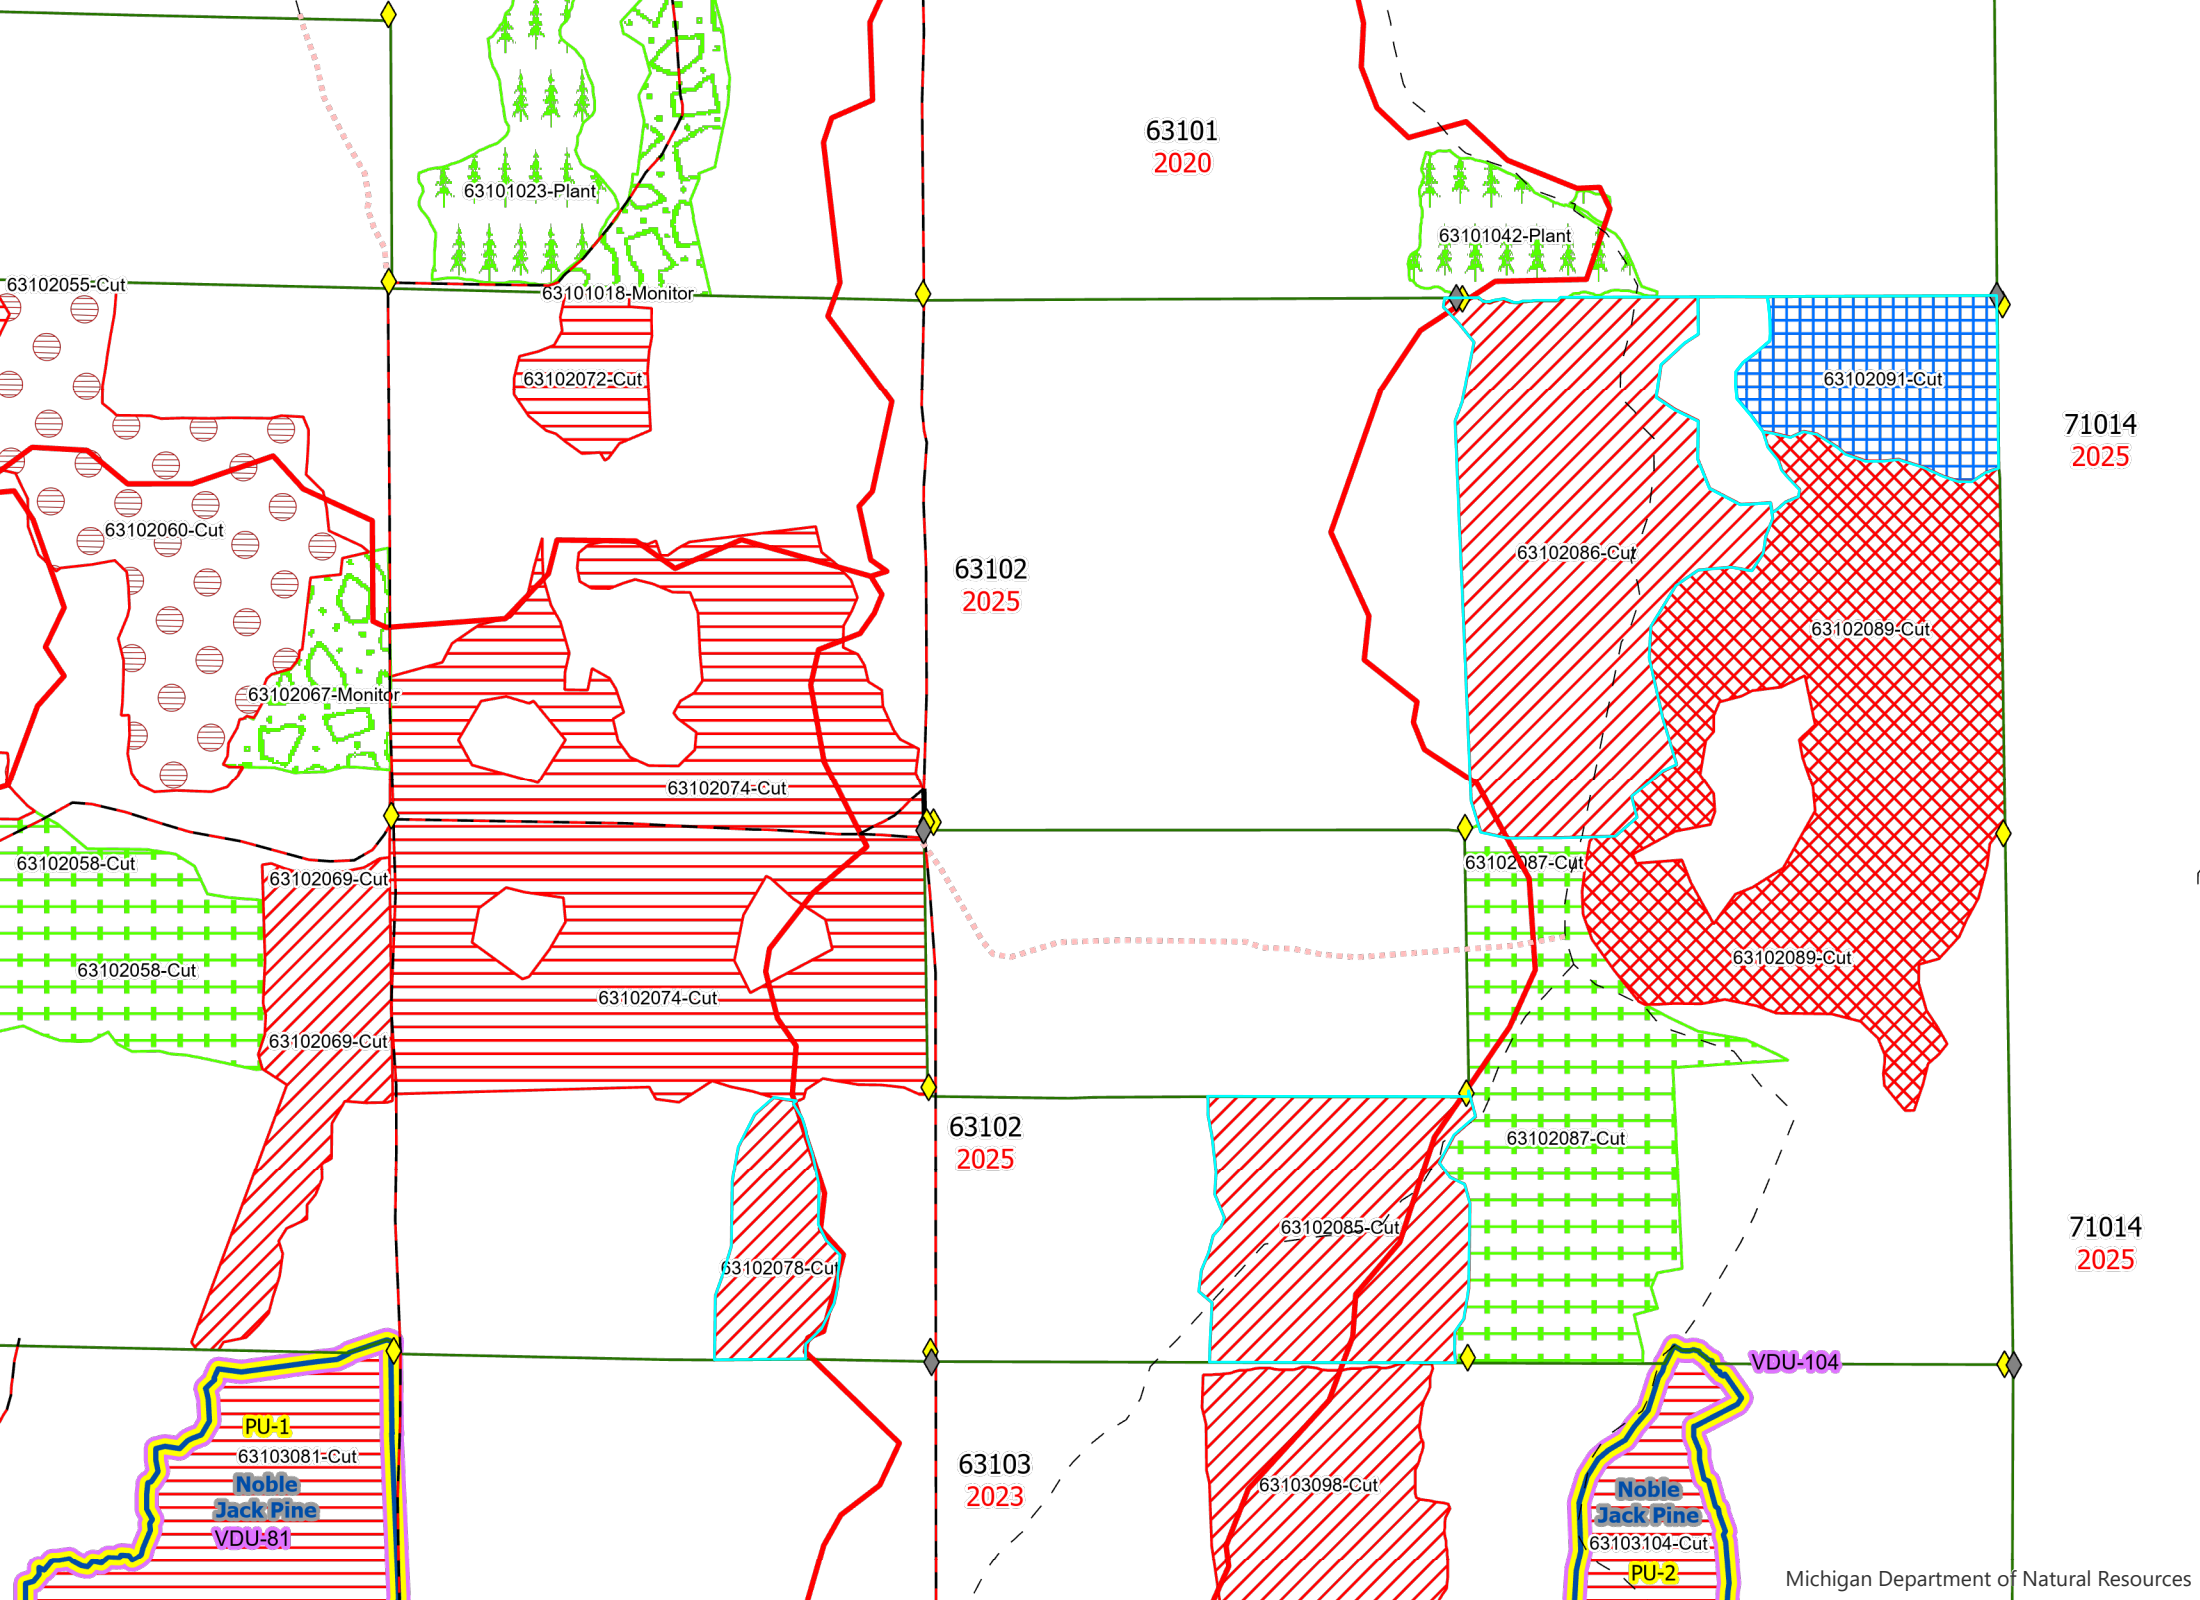 63101
2020
63101023-Plant
63101042-Plant
63102055-Cut
63101018-Monitor
63102072-Cut
63102091-Cut
71014
2025
63102060-Cut
63102086-Cut
63102
2025
63102089-Cut
63102067-Monitor
63102074-Cut
63102058-Cut
63102069-Cut
63102087-Cut
63102058-Cut
63102089-Cut
63102074-Cut
63102069-Cut
63102
2025
63102087-Cut
63102085-Cut
71014
2025
63102078-Cut
VDU-104
PU-1
63103081-Cut
Noble
Jack Pine
VDU-81
63103
2023
63103098-Cut
Noble
Jack Pine
63103104-Cut
PU-2
Michigan Department of Natural Resources